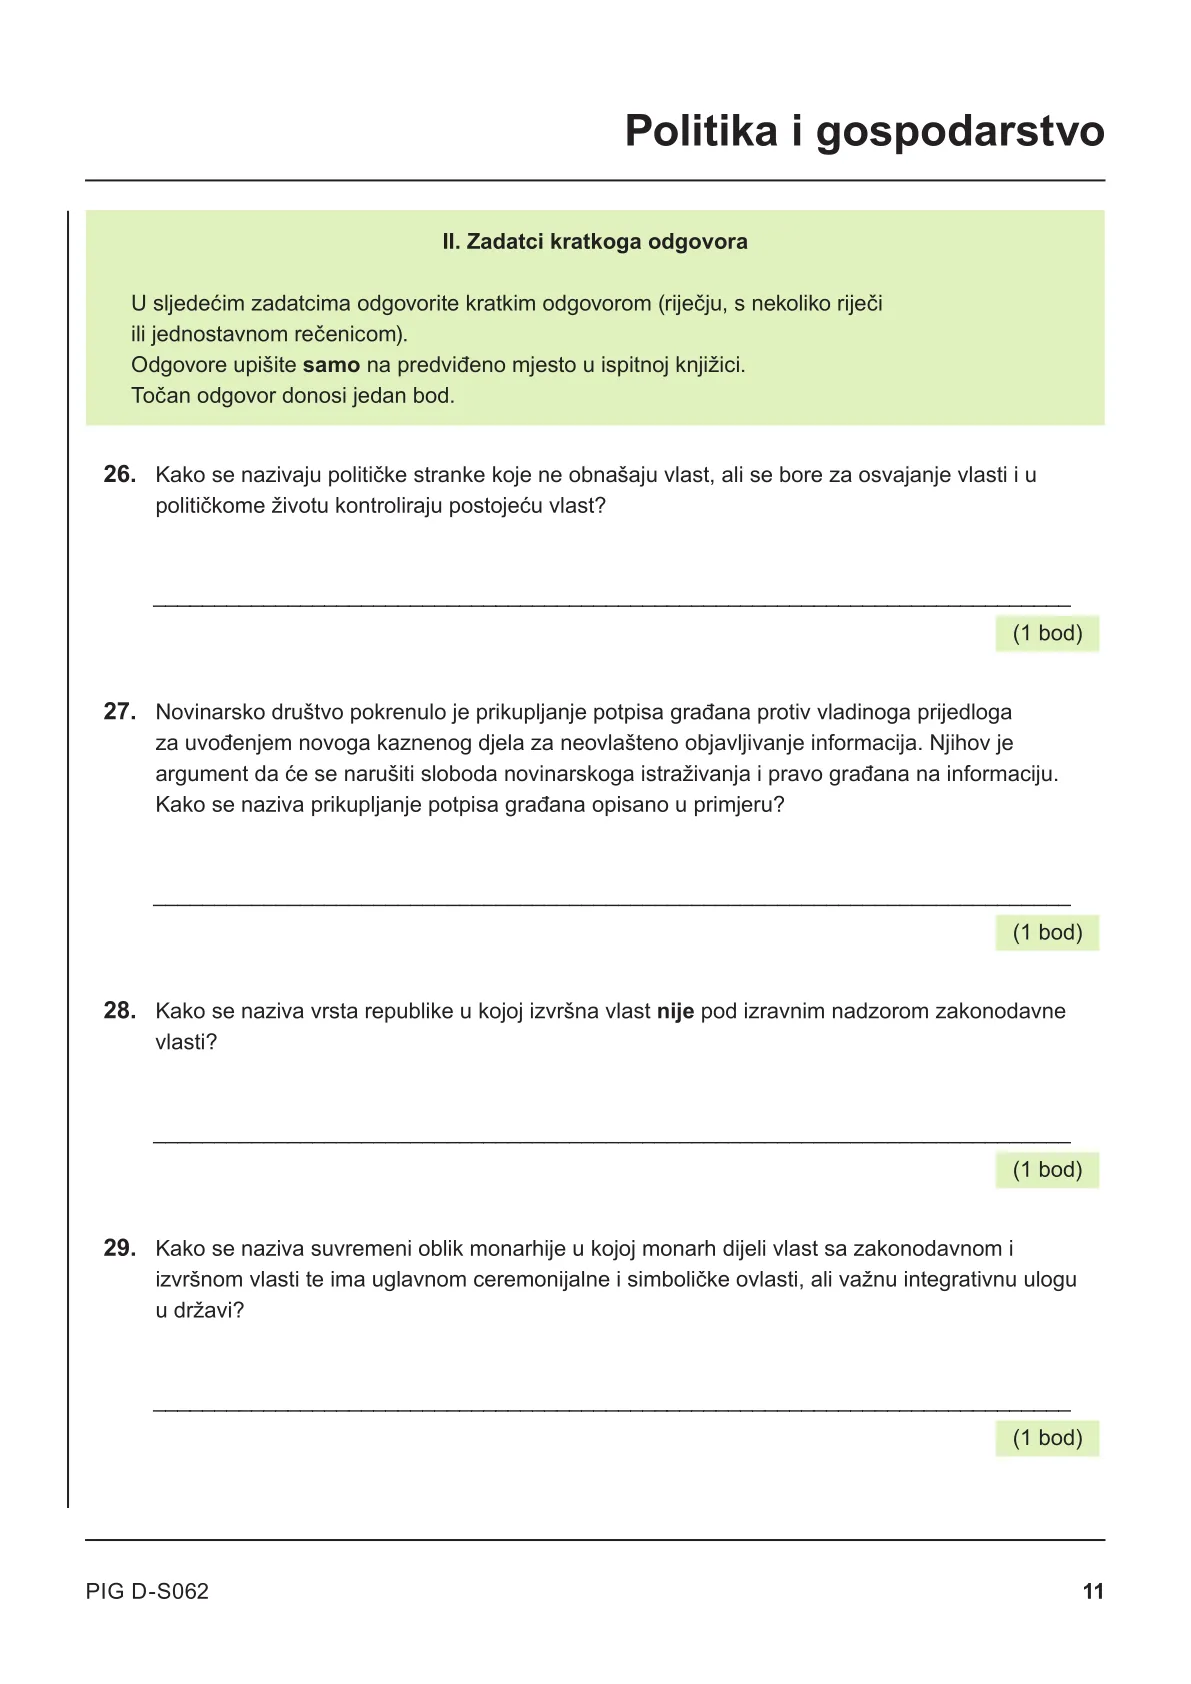 Politika i gospodarstvo
II. Zadatci kratkoga odgovora
U sljedećim zadatcima odgovorite kratkim odgovorom (riječju, s nekoliko riječi
ili jednostavnom rečenicom).
Odgovore upišite samo na predviđeno mjesto u ispitnoj knjižici.
Točan odgovor donosi jedan bod.
26. Kako se nazivaju političke stranke koje ne obnašaju vlast, ali se bore za osvajanje vlasti i u
političkome životu kontroliraju postojeću vlast?
(1 bod)
27. Novinarsko društvo pokrenulo je prikupljanje potpisa građana protiv vladinoga prijedloga
za uvođenjem novoga kaznenog djela za neovlašteno objavljivanje informacija. Njihov je
argument da će se narušiti sloboda novinarskoga istraživanja i pravo građana na informaciju.
Kako se naziva prikupljanje potpisa građana opisano u primjeru?
(1 bod)
28. Kako se naziva vrsta republike u kojoj izvršna vlast nije pod izravnim nadzorom zakonodavne
vlasti?
(1 bod)
29. Kako se naziva suvremeni oblik monarhije u kojoj monarh dijeli vlast sa zakonodavnom i
izvršnom vlasti te ima uglavnom ceremonijalne i simboličke ovlasti, ali važnu integrativnu ulogu
u državi?
(1 bod)
PIG D-S062
11